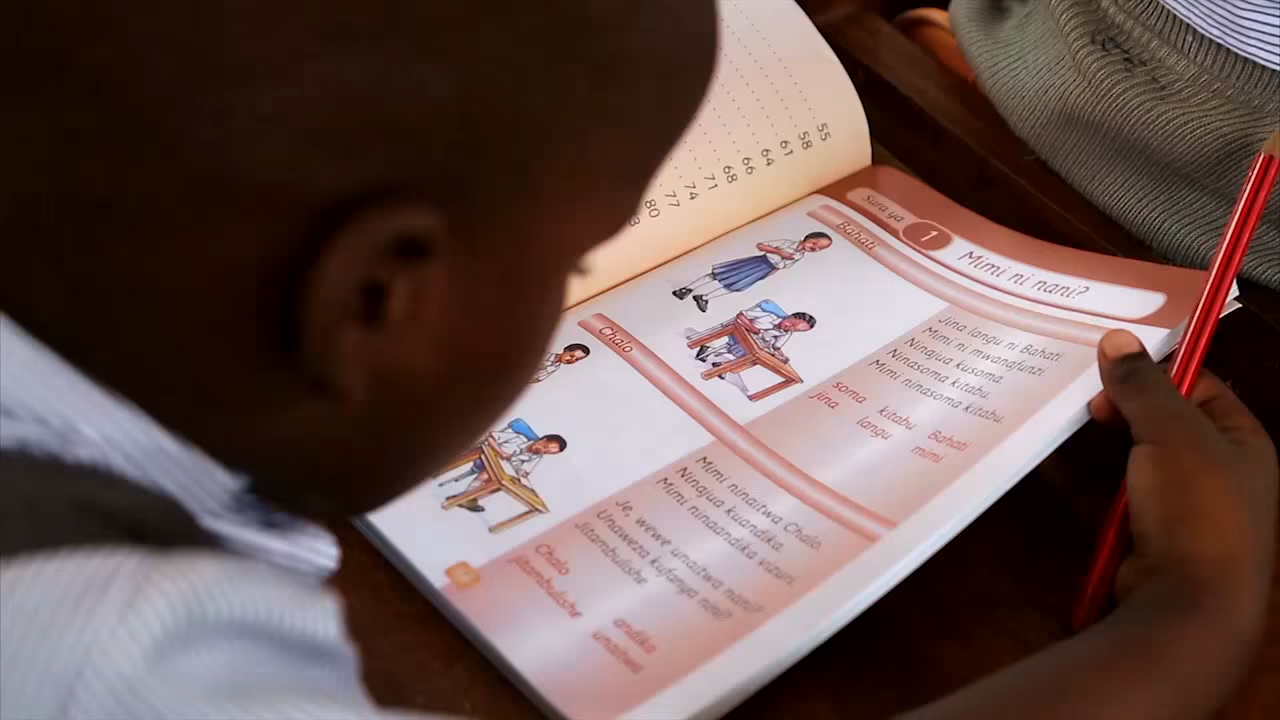 55
58
61
64
66
68
71
74
77
80
Sura ya 1 Mimi ni nani?
Bahati
Jina langu ni Bahati.
Mimi ni mwanafunzi.
Ninajua kusoma.
Ninasoma kitabu.
Mimi ninasoma kitabu.
soma kitabu Bahati
jina langu mimi
Chalo
Mimi ninaitwa Chalo.
Ninajua kuandika.
Mimi ninaandika vizuri.
Je, wewe unaitwa nani?
Unaweza kufanya nini?
Jitambulishe
Chalo andika
jitambulishe unaitwa